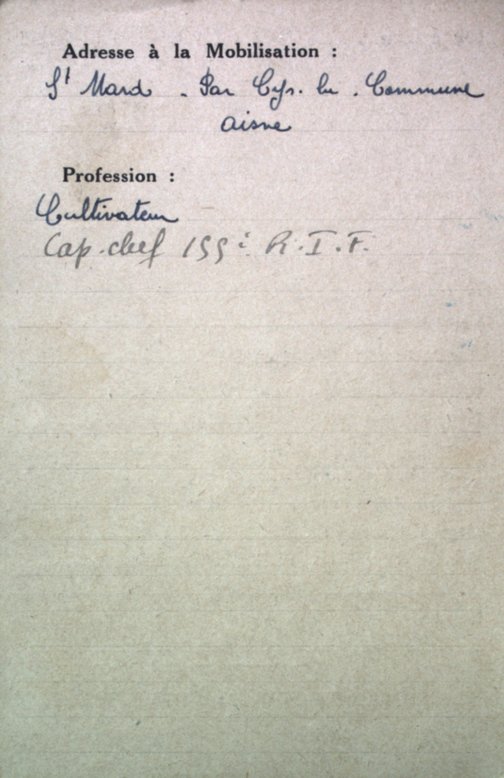 Adresse à la Mobilisation :
St Mard - Par Cys. la. Commune
aisne
Profession :
Cultivateur
Cap. chef 155e R.I.F.